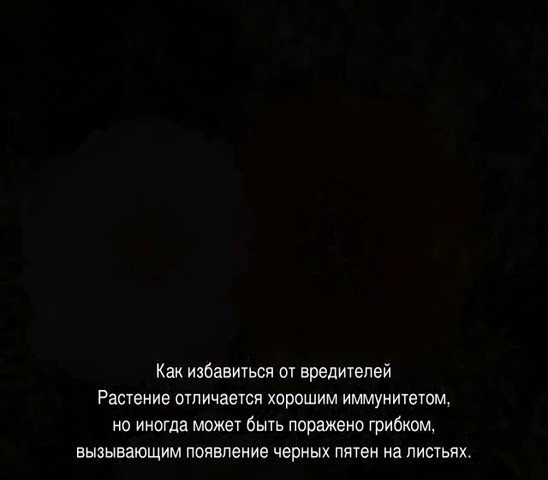 Как избавиться от вредителей
Растение отличается хорошим иммунитетом,
но иногда может быть поражено грибком,
вызывающим появление черных пятен на листьях.